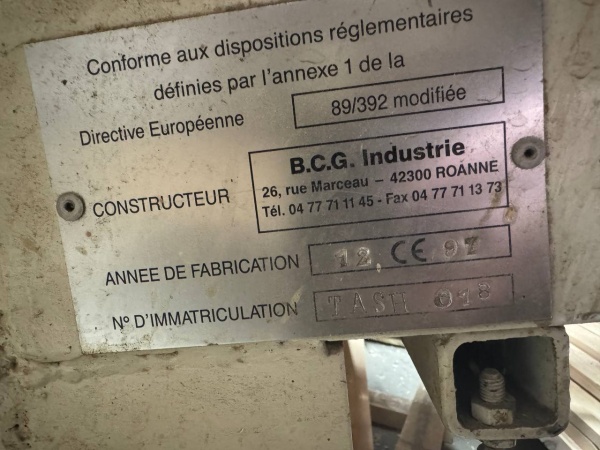 Conforme aux dispositions réglementaires
définies par l'annexe 1 de la
Directive Européenne 89/392 modifiée
CONSTRUCTEUR
B.C.G. Industrie
26, rue Marceau – 42300 ROANNE
Tél. 04 77 71 11 45 - Fax 04 77 71 13 73
ANNEE DE FABRICATION 12 CE 97
N° D'IMMATRICULATION TASH 018